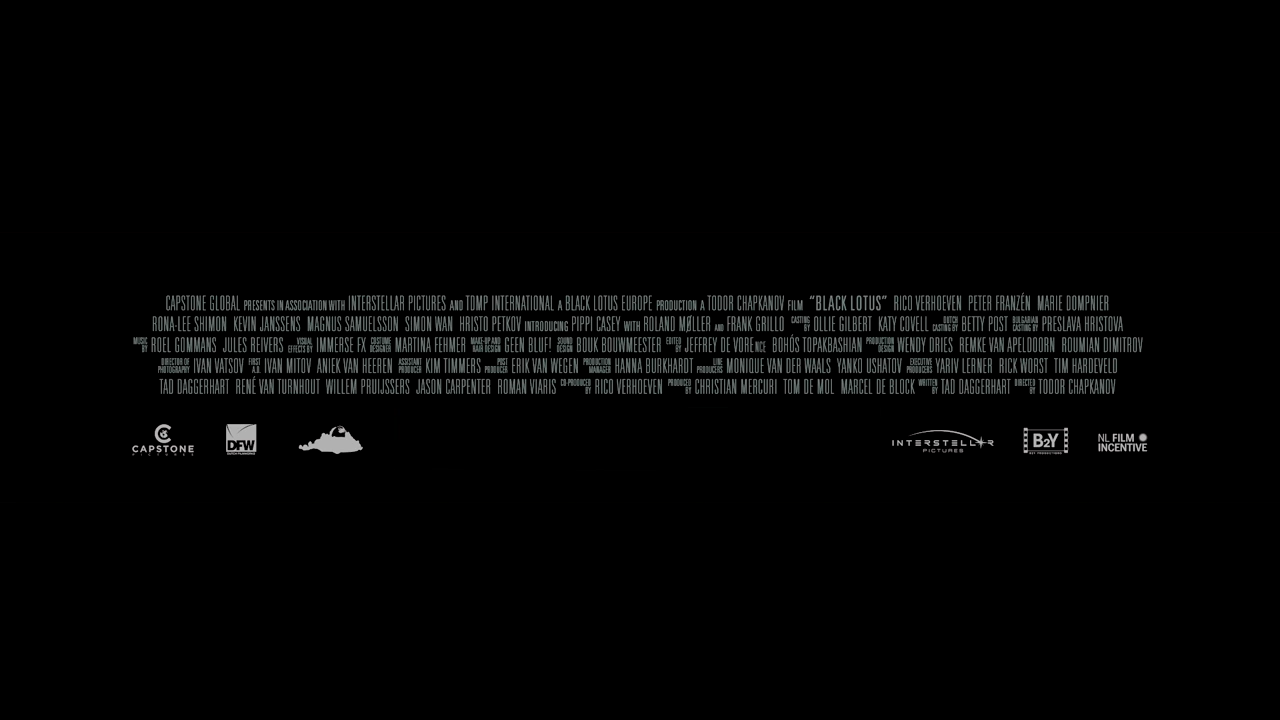 CAPSTONE GLOBAL PRESENTS IN ASSOCIATION WITH INTERSTELLAR PICTURES AND TDMP INTERNATIONAL A BLACK LOTUS EUROPE PRODUCTION A TODOR CHAPKANOV FILM "BLACK LOTUS" RICO VERHOEVEN PETER FRANZÉN MARIE DOMPNIER
RONA-LEE SHIMON KEVIN JANSSENS MAGNUS SAMUELSSON SIMON WAN HRISTO PETKOV INTRODUCING PIPPI CASEY WITH ROLAND MØLLER AND FRANK GRILLO CASTING BY OLLIE GILBERT KATY COVELL DUTCH CASTING BY BETTY POST BULGARIAN CASTING BY PRESLAVA HRISTOVA
MUSIC BY ROEL GOMMANS JULES REIVERS VISUAL EFFECTS BY IMMERSE FX COSTUME DESIGNER MARTINA FEHMER MAKE-UP AND HAIR DESIGN GEEN BLUF! SOUND DESIGN BOUK BOUWMEESTER EDITED BY JEFFREY DE VORE NCE BOHÓS TOPAKBASHIAN PRODUCTION DESIGN WENDY DRIES REMKE VAN APELDOORN ROUMIAN DIMITROV
DIRECTOR OF PHOTOGRAPHY IVAN VATSOV FIRST A.D. IVAN MITOV ANIEK VAN HEEREN ASSISTANT PRODUCER KIM TIMMERS POST PRODUCER ERIK VAN WEGEN PRODUCTION MANAGER HANNA BURKHARDT LINE PRODUCERS MONIQUE VAN DER WAALS YANKO USHATOV EXECUTIVE PRODUCERS YARIV LERNER RICK WORST TIM HARDEVELD
TAD DAGGERHART RENÉ VAN TURNHOUT WILLEM PRUIJSSERS JASON CARPENTER ROMAN VIARIS CO-PRODUCED BY RICO VERHOEVEN PRODUCED BY CHRISTIAN MERCURI TOM DE MOL MARCEL DE BLOCK WRITTEN BY TAD DAGGERHART DIRECTED BY TODOR CHAPKANOV
CAPSTONE PICTURES
DFW
INTERSTELLAR PICTURES
B2Y
NL FILM INCENTIVE